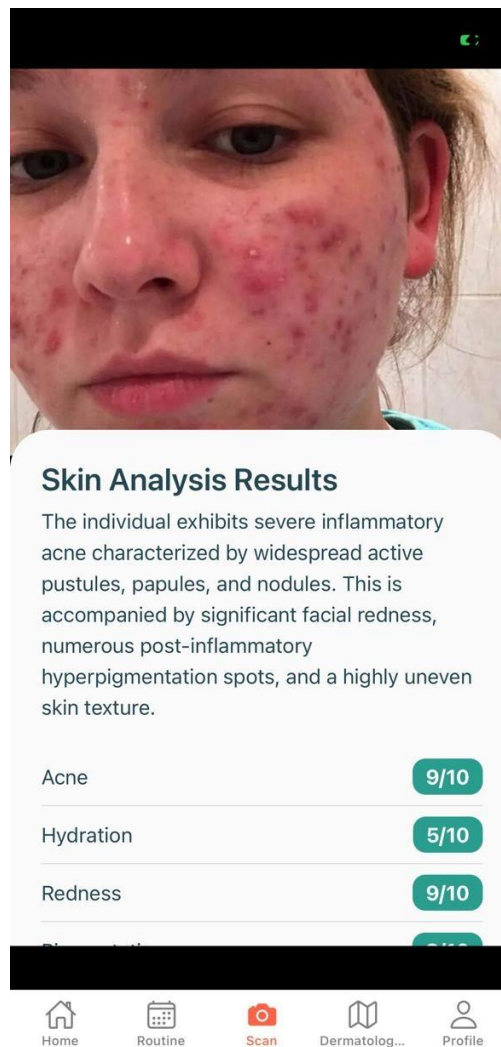 Skin Analysis Results
The individual exhibits severe inflammatory
acne characterized by widespread active
pustules, papules, and nodules. This is
accompanied by significant facial redness,
numerous post-inflammatory
hyperpigmentation spots, and a highly uneven
skin texture.
Acne 9/10
Hydration 5/10
Redness 9/10
Home Routine Scan Dermatolog... Profile